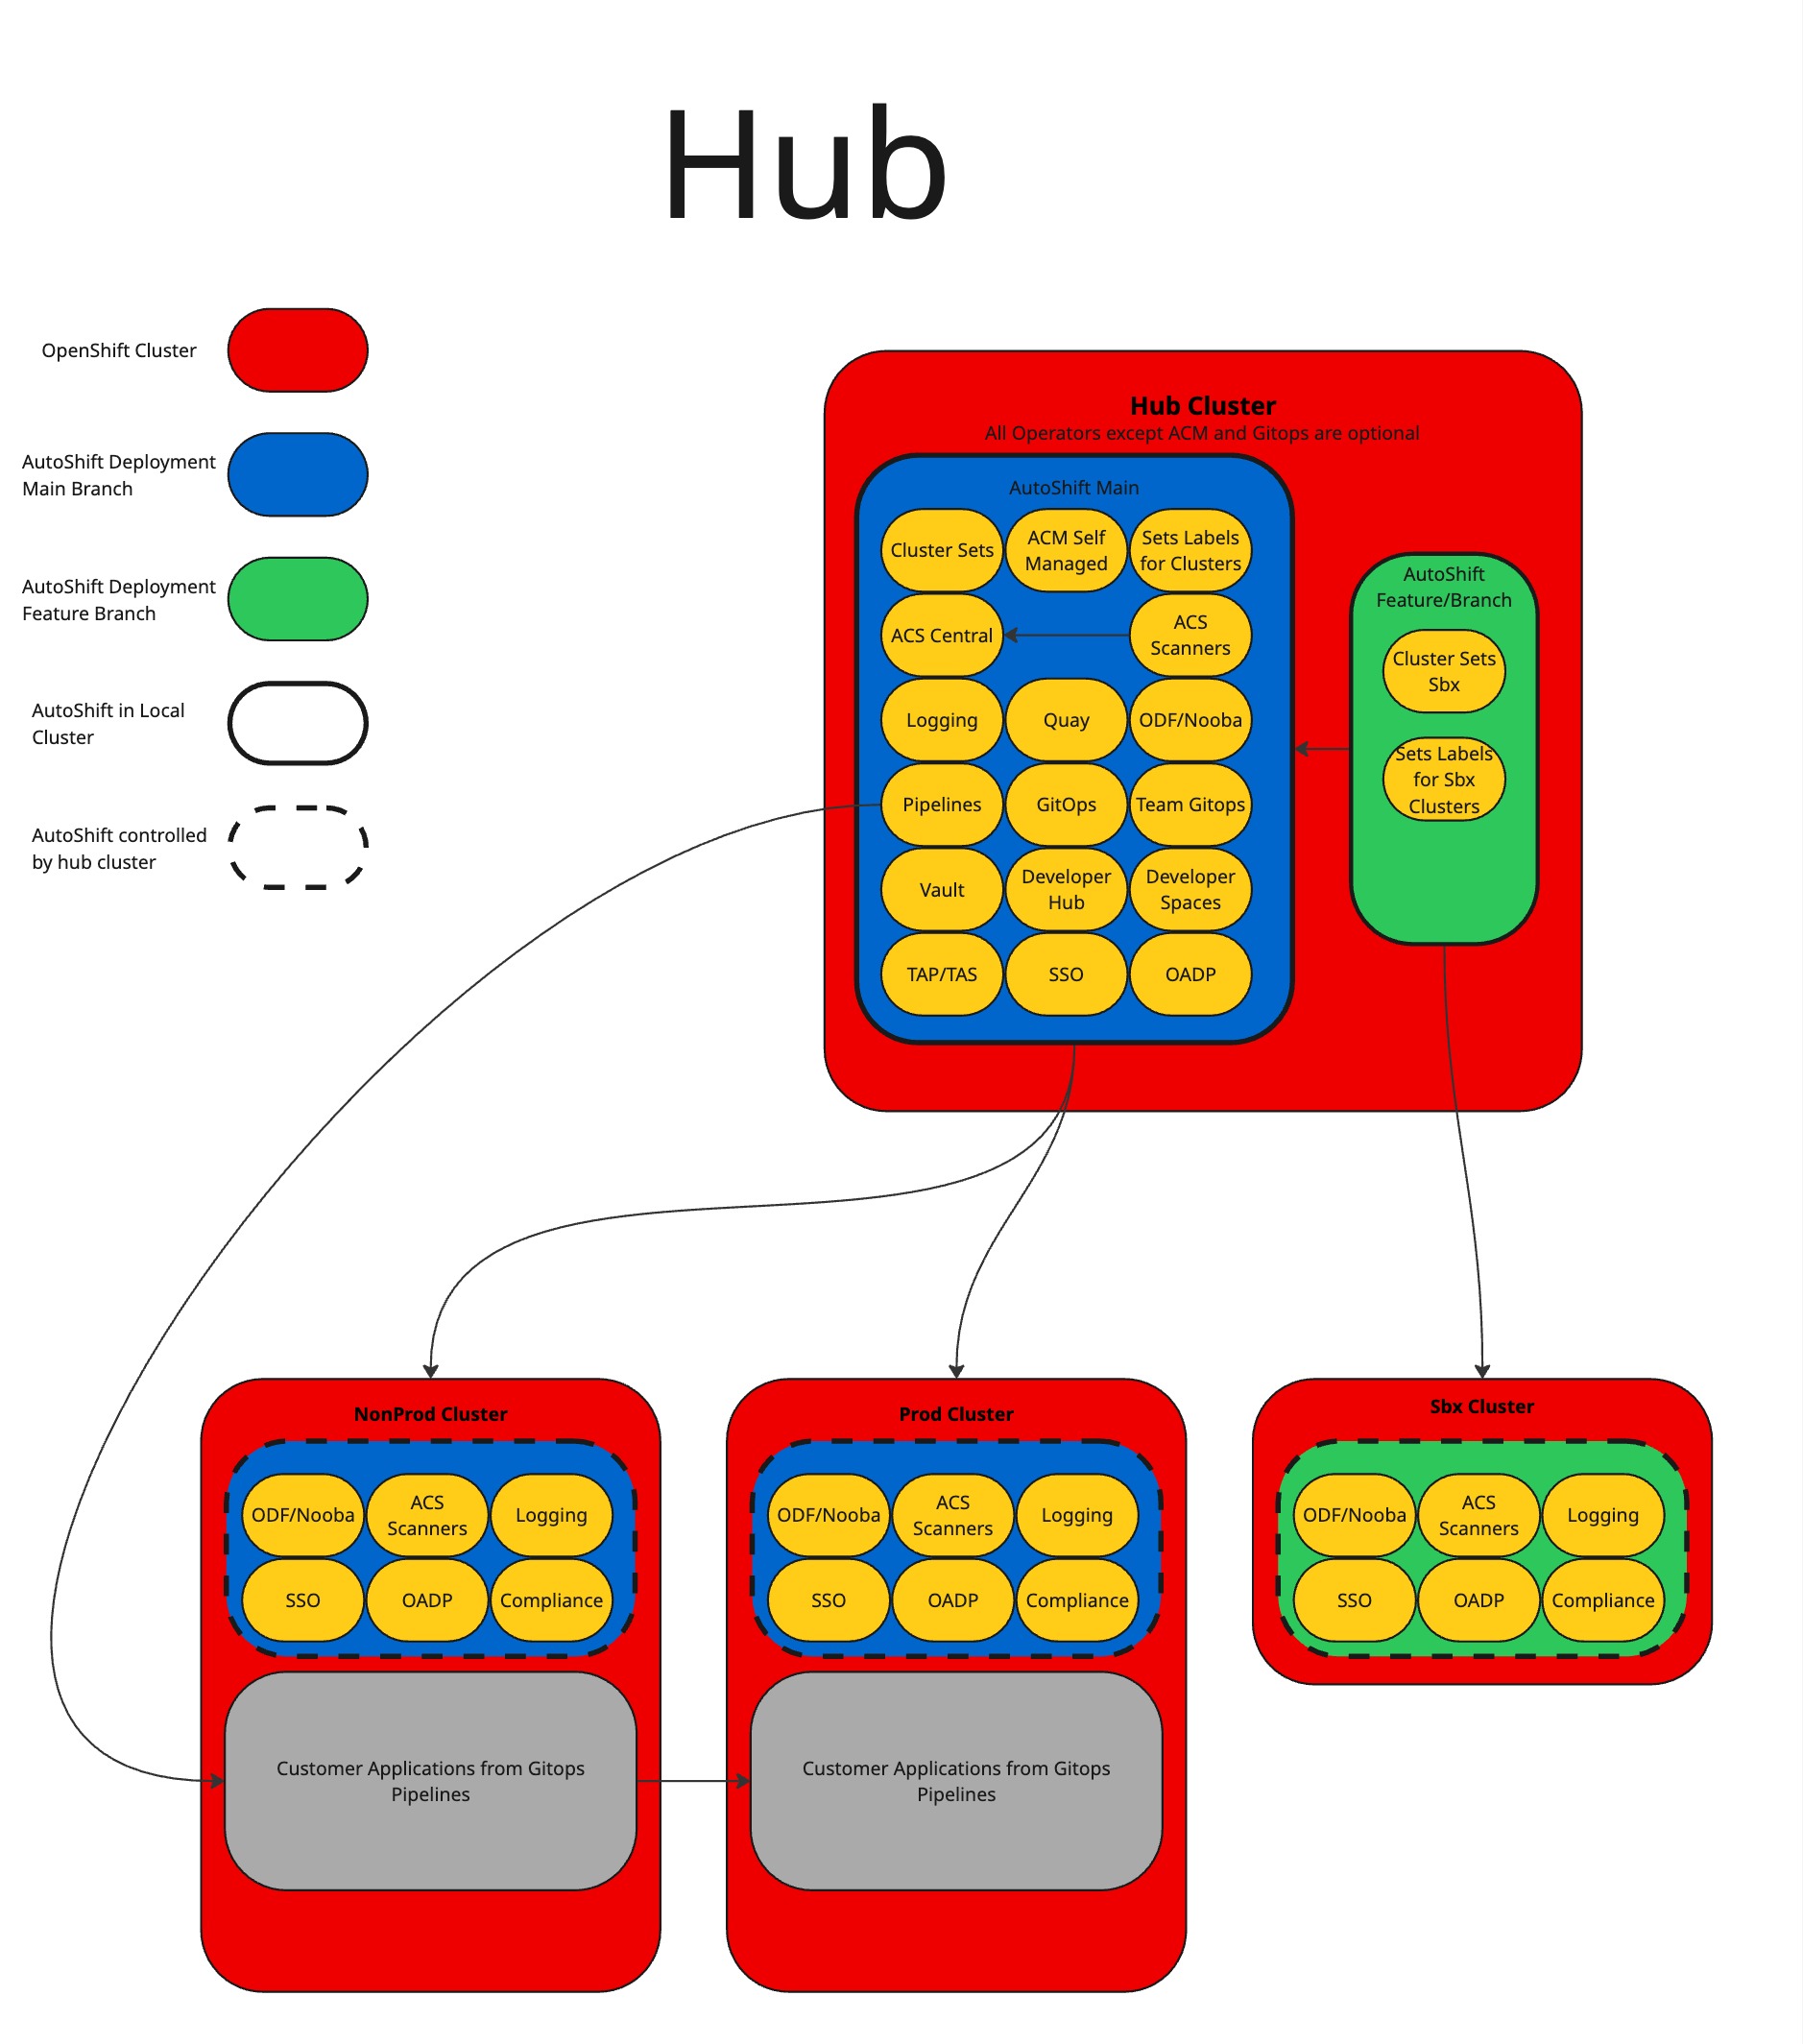 Hub
OpenShift Cluster
AutoShift Deployment
Main Branch
AutoShift Deployment
Feature Branch
AutoShift in Local
Cluster
AutoShift controlled
by hub cluster
Hub Cluster
All Operators except ACM and Gitops are optional
AutoShift Main
Cluster Sets
ACM Self
Managed
Sets Labels
for Clusters
ACS Central
ACS
Scanners
Logging
Quay
ODF/Nooba
Pipelines
GitOps
Team Gitops
Vault
Developer
Hub
Developer
Spaces
TAP/TAS
SSO
OADP
AutoShift
Feature/Branch
Cluster Sets
Sbx
Sets Labels
for Sbx
Clusters
NonProd Cluster
ODF/Nooba
ACS
Scanners
Logging
SSO
OADP
Compliance
Customer Applications from Gitops
Pipelines
Prod Cluster
ODF/Nooba
ACS
Scanners
Logging
SSO
OADP
Compliance
Customer Applications from Gitops
Pipelines
Sbx Cluster
ODF/Nooba
ACS
Scanners
Logging
SSO
OADP
Compliance